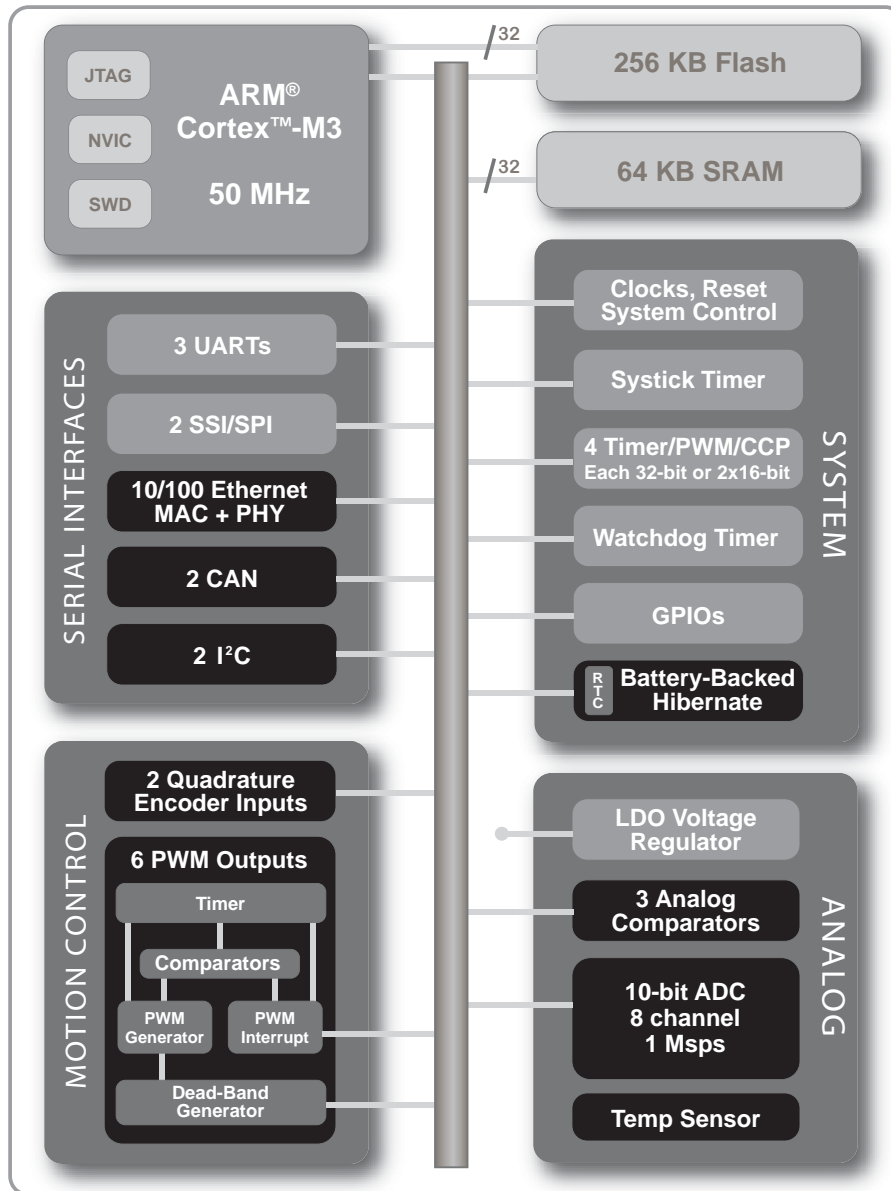 ARM® Cortex™-M3
50 MHz
JTAG
NVIC
SWD
32
256 KB Flash
32
64 KB SRAM
SERIAL INTERFACES
3 UARTs
2 SSI/SPI
10/100 Ethernet
MAC + PHY
2 CAN
2 I²C
SYSTEM
Clocks, Reset
System Control
Systick Timer
4 Timer/PWM/CCP
Each 32-bit or 2x16-bit
Watchdog Timer
GPIOs
RTC
Battery-Backed
Hibernate
MOTION CONTROL
2 Quadrature
Encoder Inputs
6 PWM Outputs
Timer
Comparators
PWM
Generator
PWM
Interrupt
Dead-Band
Generator
ANALOG
LDO Voltage
Regulator
3 Analog
Comparators
10-bit ADC
8 channel
1 Msps
Temp Sensor